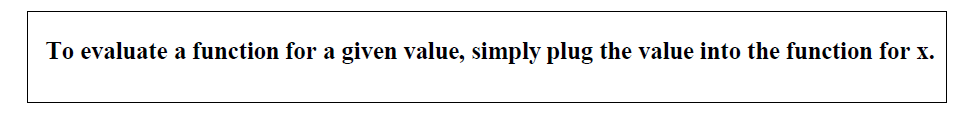 To evaluate a function for a given value, simply plug the value into the function for x.